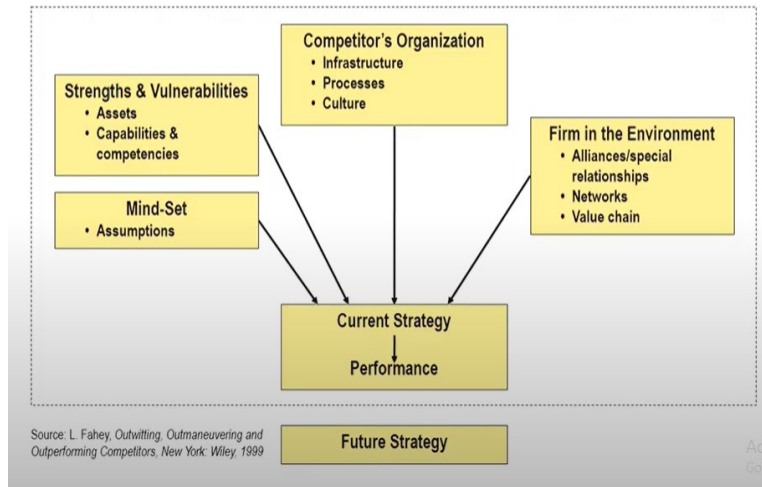 Competitor's Organization
• Infrastructure
• Processes
• Culture
Strengths & Vulnerabilities
• Assets
• Capabilities &
competencies
Firm in the Environment
• Alliances/special
relationships
• Networks
• Value chain
Mind-Set
• Assumptions
Current Strategy
Performance
Source: L. Fahey, Outwitting, Outmaneuvering and
Outperforming Competitors, New York: Wiley, 1999
Future Strategy